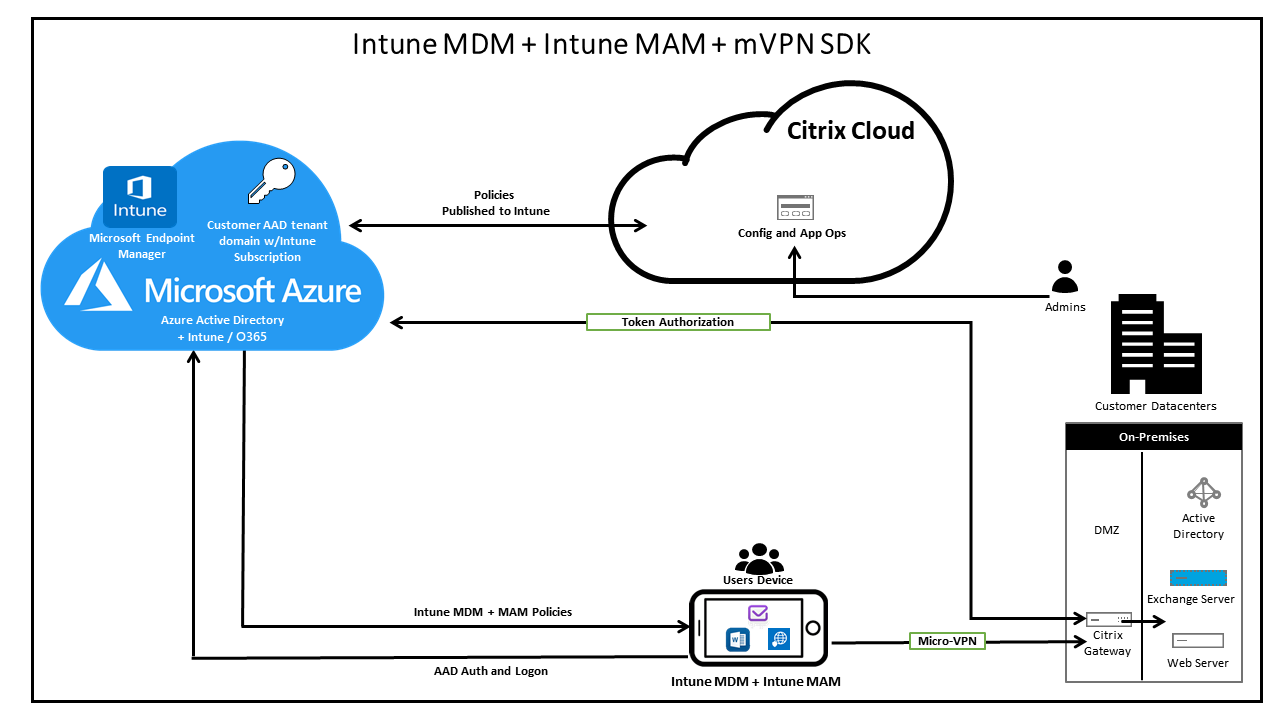 Intune MDM + Intune MAM + mVPN SDK
Citrix Cloud
Config and App Ops
Policies
Published to Intune
Intune
Microsoft Endpoint
Manager
Customer AAD tenant
domain w/Intune
Subscription
Microsoft Azure
Azure Active Directory
+ Intune / O365
Admins
Token Authorization
Customer Datacenters
On-Premises
DMZ
Active
Directory
Exchange Server
Citrix
Gateway
Web Server
Users Device
W
Intune MDM + MAM Policies
AAD Auth and Logon
Micro-VPN
Intune MDM + Intune MAM